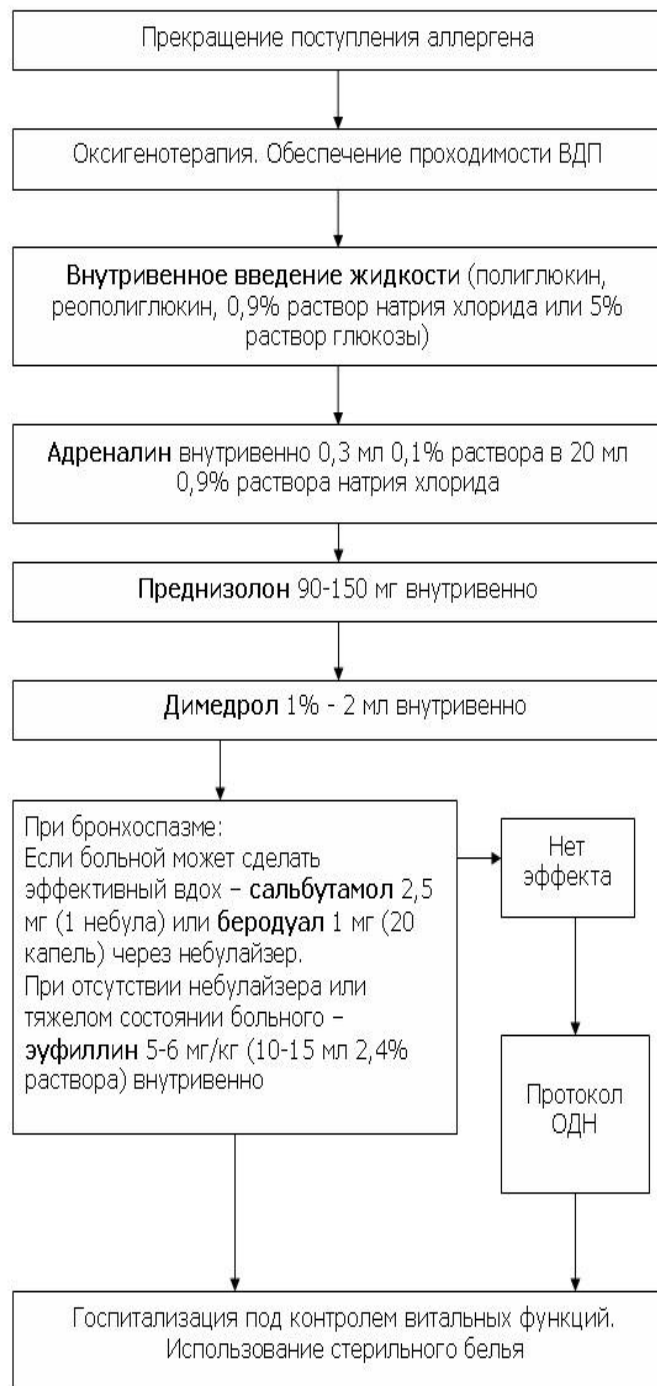 Прекращение поступления аллергена
Оксигенотерапия. Обеспечение проходимости ВДП
Внутривенное введение жидкости (полиглюкин,
реополиглюкин, 0,9% раствор натрия хлорида или 5%
раствор глюкозы)
Адреналин внутривенно 0,3 мл 0,1% раствора в 20 мл
0,9% раствора натрия хлорида
Преднизолон 90-150 мг внутривенно
Димедрол 1% - 2 мл внутривенно
При бронхоспазме:
Если больной может сделать
эффективный вдох – сальбутамол 2,5
мг (1 небула) или беродуал 1 мг (20
капель) через небулайзер.
При отсутствии небулайзера или
тяжелом состоянии больного –
эуфиллин 5-6 мг/кг (10-15 мл 2,4%
раствора) внутривенно
Нет
эффекта
Протокол
ОДН
Госпитализация под контролем витальных функций.
Использование стерильного белья